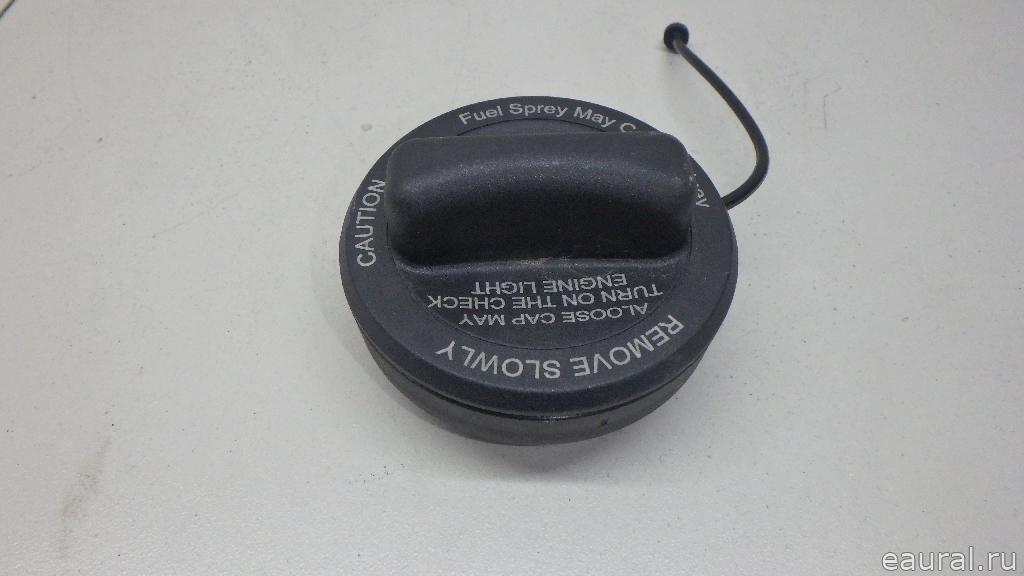 CAUTION
Fuel Sprey May
REMOVE SLOWLY
ALOOSE CAP MAY
TURN ON THE CHECK
ENGINE LIGHT
eaural.ru